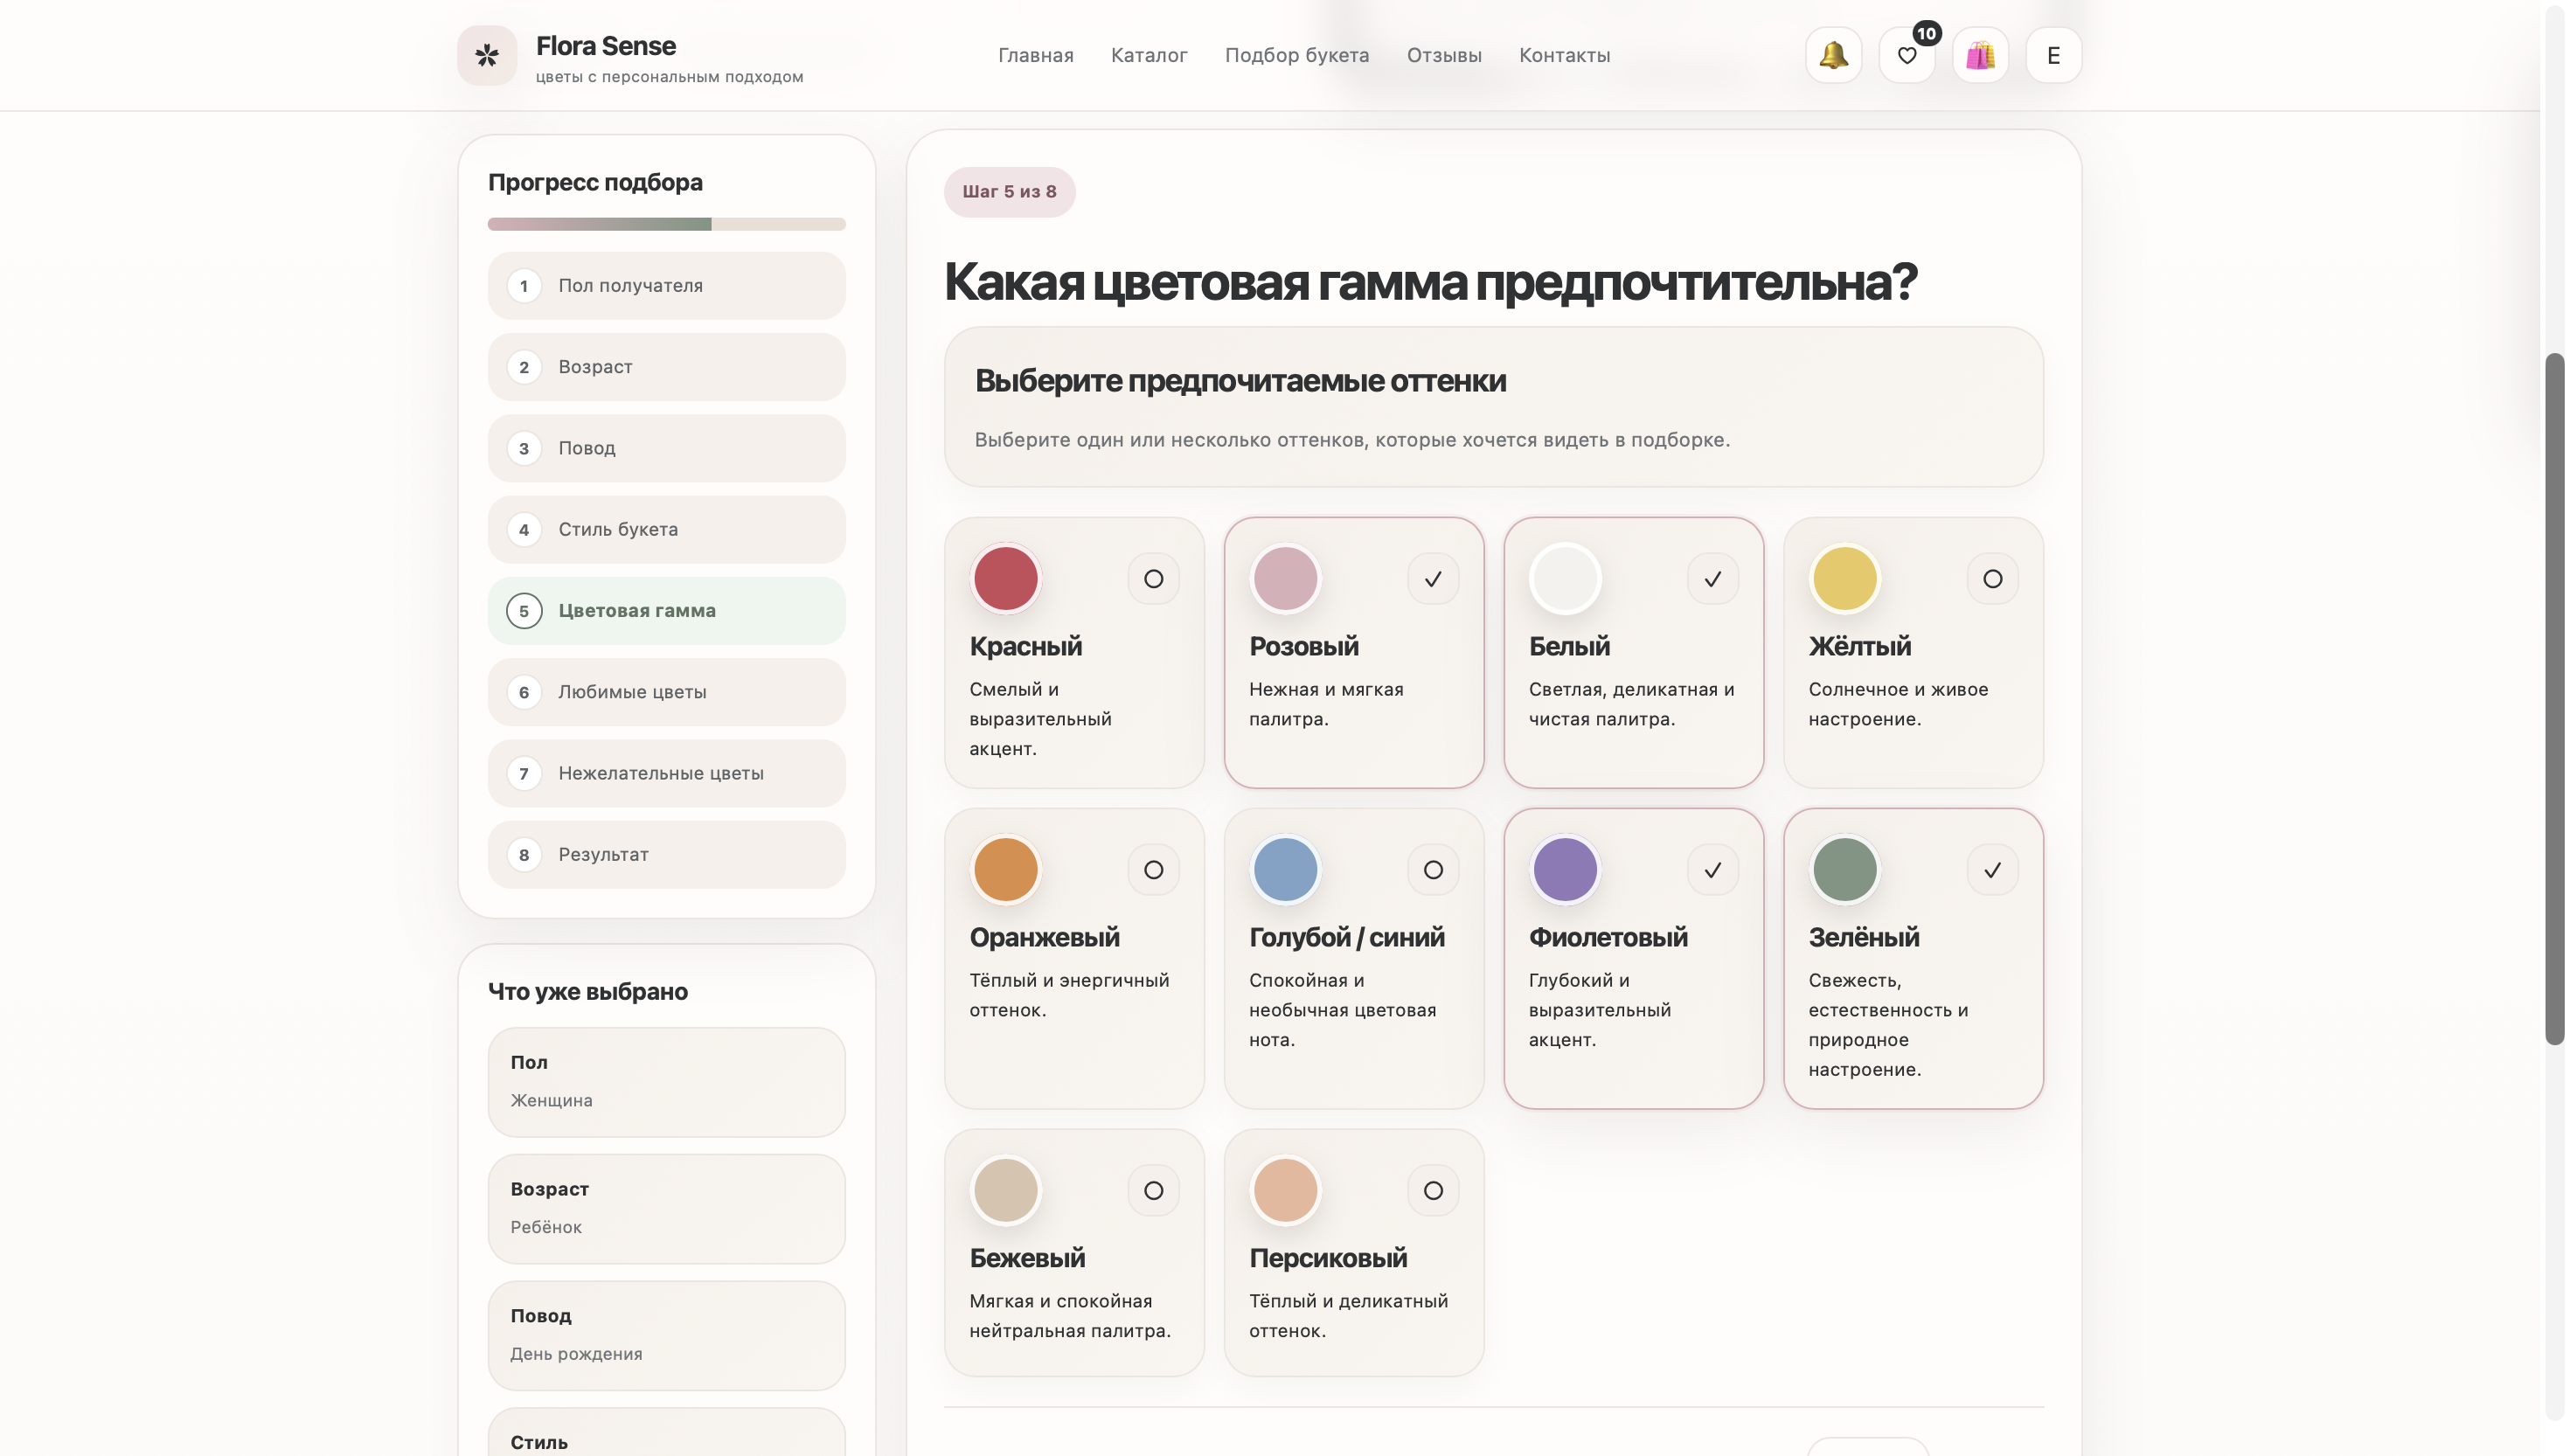 Flora Sense
цветы с персональным подходом
Главная
Каталог
Подбор букета
Отзывы
Контакты
10
E
Прогресс подбора
1 Пол получателя
2 Возраст
3 Повод
4 Стиль букета
5 Цветовая гамма
6 Любимые цветы
7 Нежелательные цветы
8 Результат
Что уже выбрано
Пол
Женщина
Возраст
Ребёнок
Повод
День рождения
Стиль
Шаг 5 из 8
Какая цветовая гамма предпочтительна?
Выберите предпочитаемые оттенки
Выберите один или несколько оттенков, которые хочется видеть в подборке.
Красный
Смелый и
выразительный
акцент.
Розовый
Нежная и мягкая
палитра.
Белый
Светлая, деликатная и
чистая палитра.
Жёлтый
Солнечное и живое
настроение.
Оранжевый
Тёплый и энергичный
оттенок.
Голубой / синий
Спокойная и
необычная цветовая
нота.
Фиолетовый
Глубокий и
выразительный
акцент.
Зелёный
Свежесть,
естественность и
природное
настроение.
Бежевый
Мягкая и спокойная
нейтральная палитра.
Персиковый
Тёплый и деликатный
оттенок.